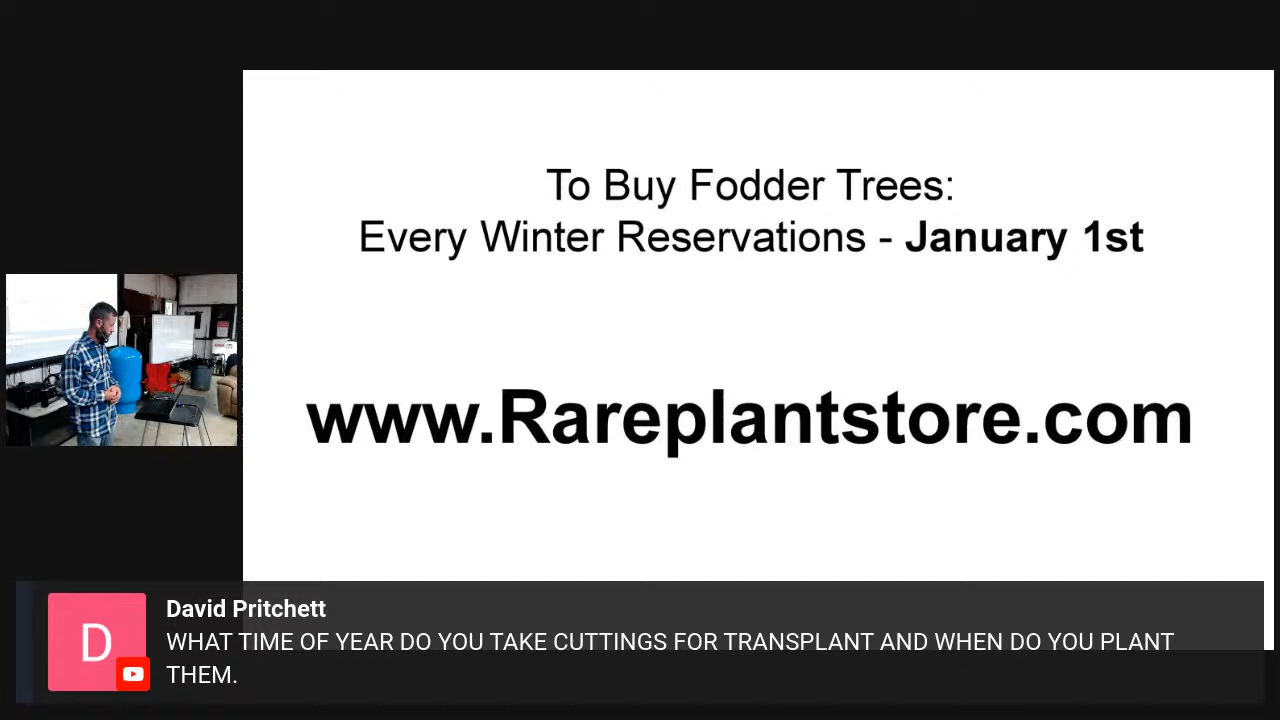 To Buy Fodder Trees:
Every Winter Reservations - January 1st
www.Rareplantstore.com
D
David Pritchett
WHAT TIME OF YEAR DO YOU TAKE CUTTINGS FOR TRANSPLANT AND WHEN DO YOU PLANT
THEM.